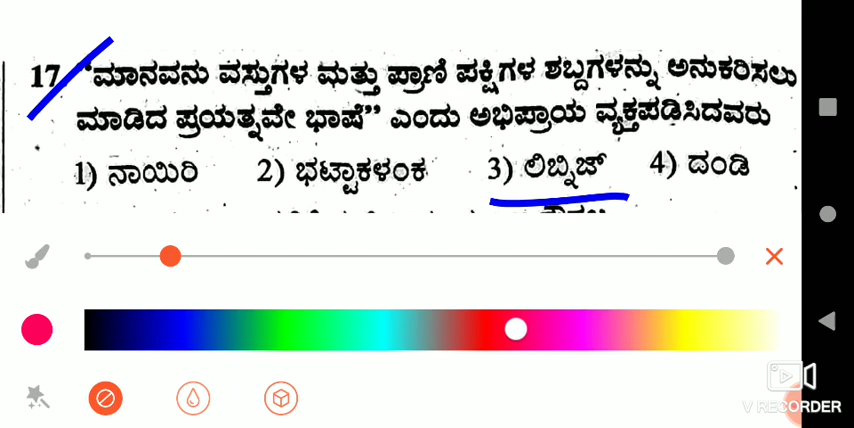 17. "ಮಾನವನು ವಸ್ತುಗಳ ಮತ್ತು ಪ್ರಾಣಿ ಪಕ್ಷಿಗಳ ಶಬ್ದಗಳನ್ನು ಅನುಕರಿಸಲು
ಮಾಡಿದ ಪ್ರಯತ್ನವೇ ಭಾಷೆ" ಎಂದು ಅಭಿಪ್ರಾಯ ವ್ಯಕ್ತಪಡಿಸಿದವರು
1) ನಾಯಿರಿ 2) ಭಟ್ಟಾಕಳಂಕ 3) ಲಿಬ್ನಿಜ್ 4) ದಂಡಿ
V RECORDER